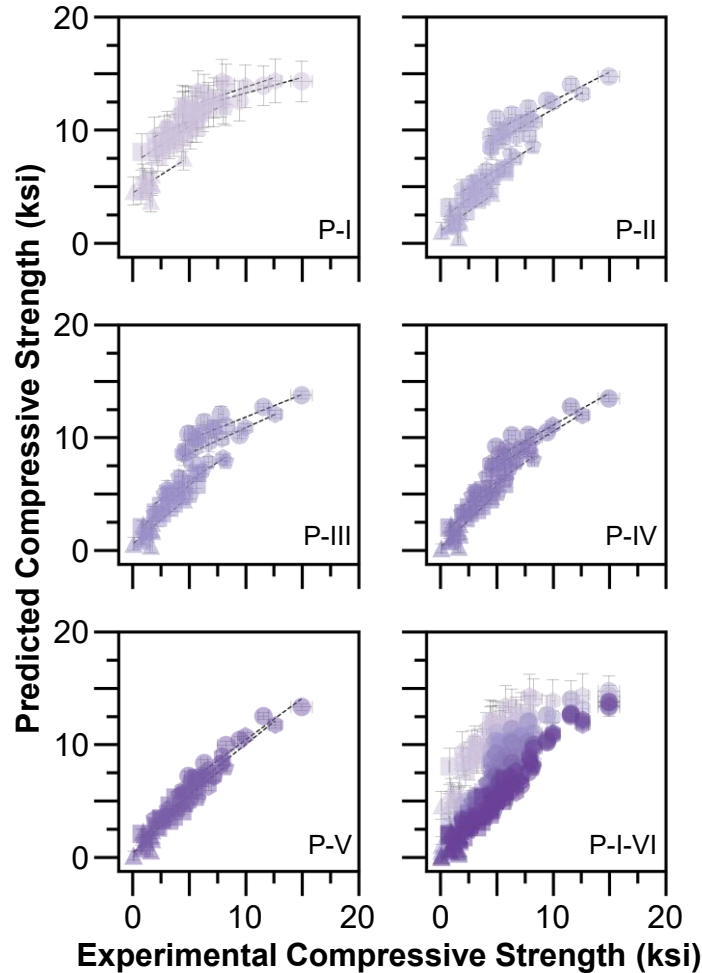 Predicted Compressive Strength (ksi)
20
10
0
P-I
P-II
20
10
0
P-III
P-IV
20
10
0
P-V
P-I-VI
0
10
20
0
10
20
Experimental Compressive Strength (ksi)